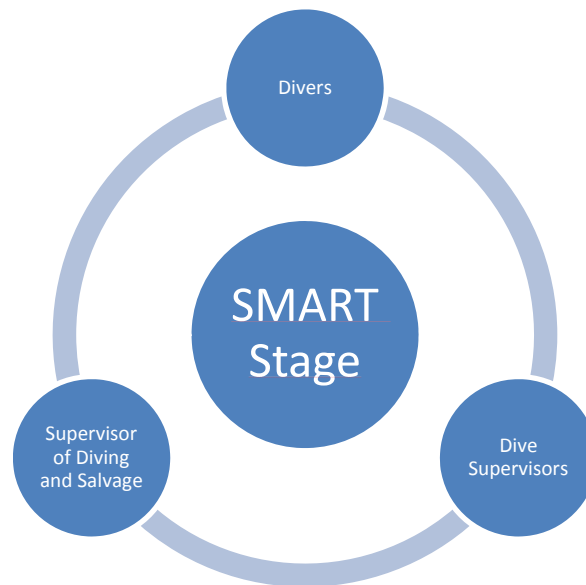 Divers
SMART
Stage
Supervisor
of Diving
and Salvage
Dive
Supervisors